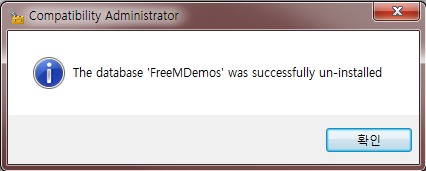 Compatibility Administrator
The database 'FreeMDemos' was successfully un-installed
확인